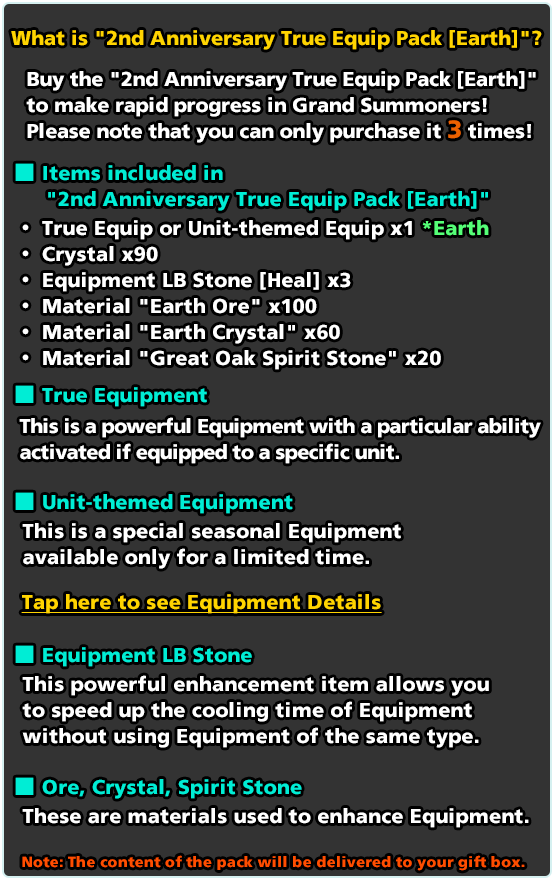 What is "2nd Anniversary True Equip Pack [Earth]"?
Buy the "2nd Anniversary True Equip Pack [Earth]"
to make rapid progress in Grand Summoners!
Please note that you can only purchase it 3 times!
■ Items included in
"2nd Anniversary True Equip Pack [Earth]"
• True Equip or Unit-themed Equip x1 *Earth
• Crystal x90
• Equipment LB Stone [Heal] x3
• Material "Earth Ore" x100
• Material "Earth Crystal" x60
• Material "Great Oak Spirit Stone" x20
■ True Equipment
This is a powerful Equipment with a particular ability
activated if equipped to a specific unit.
■ Unit-themed Equipment
This is a special seasonal Equipment
available only for a limited time.
Tap here to see Equipment Details
■ Equipment LB Stone
This powerful enhancement item allows you
to speed up the cooling time of Equipment
without using Equipment of the same type.
■ Ore, Crystal, Spirit Stone
These are materials used to enhance Equipment.
Note: The content of the pack will be delivered to your gift box.